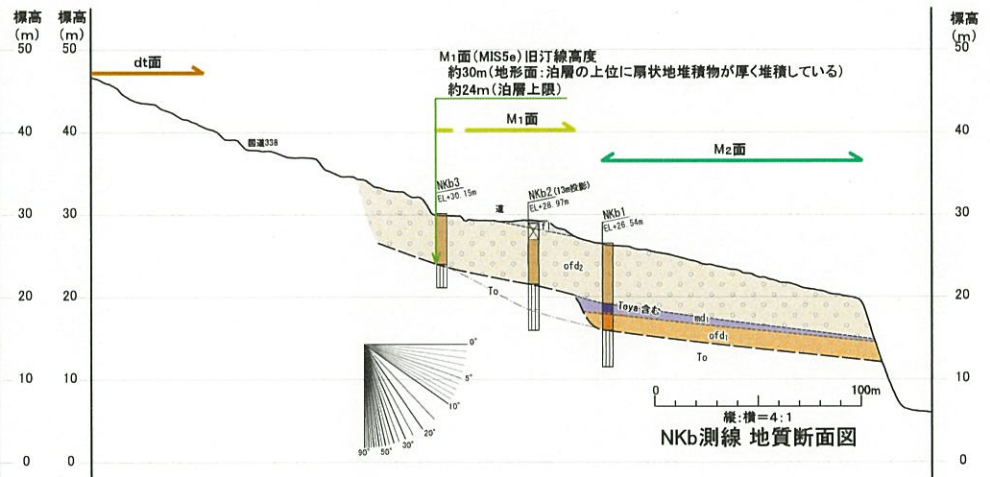 標高
(m)
標高
(m)
標高
(m)
50
50
50
40
40
40
30
30
30
20
20
20
10
10
10
0
0
0
dt面
国道338
M1面(MIS5e)旧汀線高度
約30m(地形面:泊層の上位に扇状地堆積物が厚く堆積している)
約24m(泊層上限)
M1面
M2面
NKb3
EL+30.15m
道
NKb2(13m投影)
EL+28.97m
fl
NKb1
EL+26.54m
ofd2
To
Toya含む
md1
ofd1
To
0°
5°
10°
20°
30°
50°
90°
0
100m
縦:横=4:1
NKb測線 地質断面図